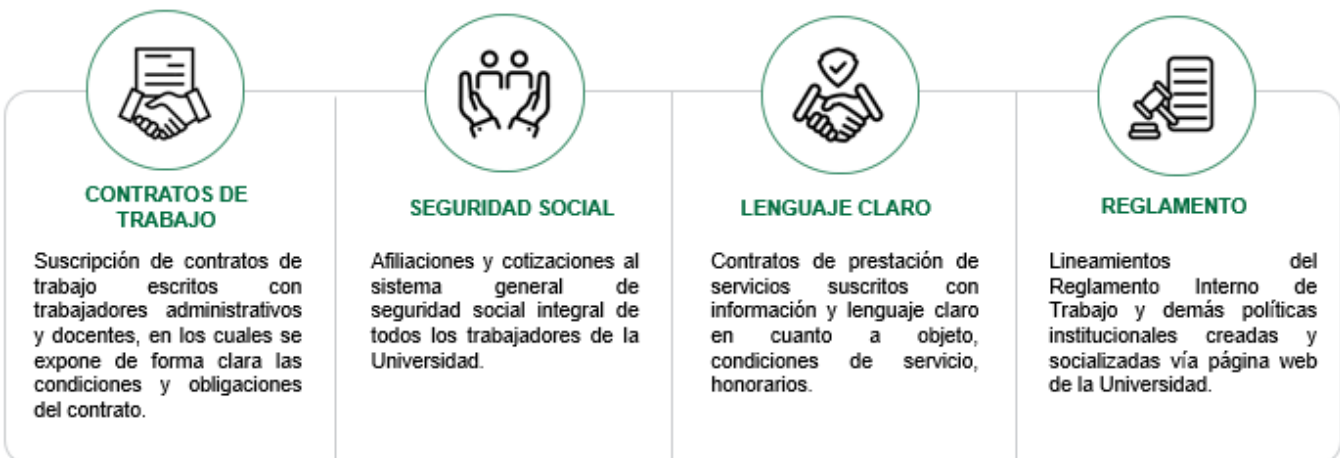 CONTRATOS DE
TRABAJO
Suscripción de contratos de
trabajo escritos con
trabajadores administrativos
y docentes, en los cuales se
expone de forma clara las
condiciones y obligaciones
del contrato.
SEGURIDAD SOCIAL
Afiliaciones y cotizaciones al
sistema general de
seguridad social integral de
todos los trabajadores de la
Universidad.
LENGUAJE CLARO
Contratos de prestación de
servicios suscritos con
información y lenguaje claro
en cuanto a objeto,
condiciones de servicio,
honorarios.
REGLAMENTO
Lineamientos del
Reglamento Interno de
Trabajo y demás políticas
institucionales creadas y
socializadas vía página web
de la Universidad.